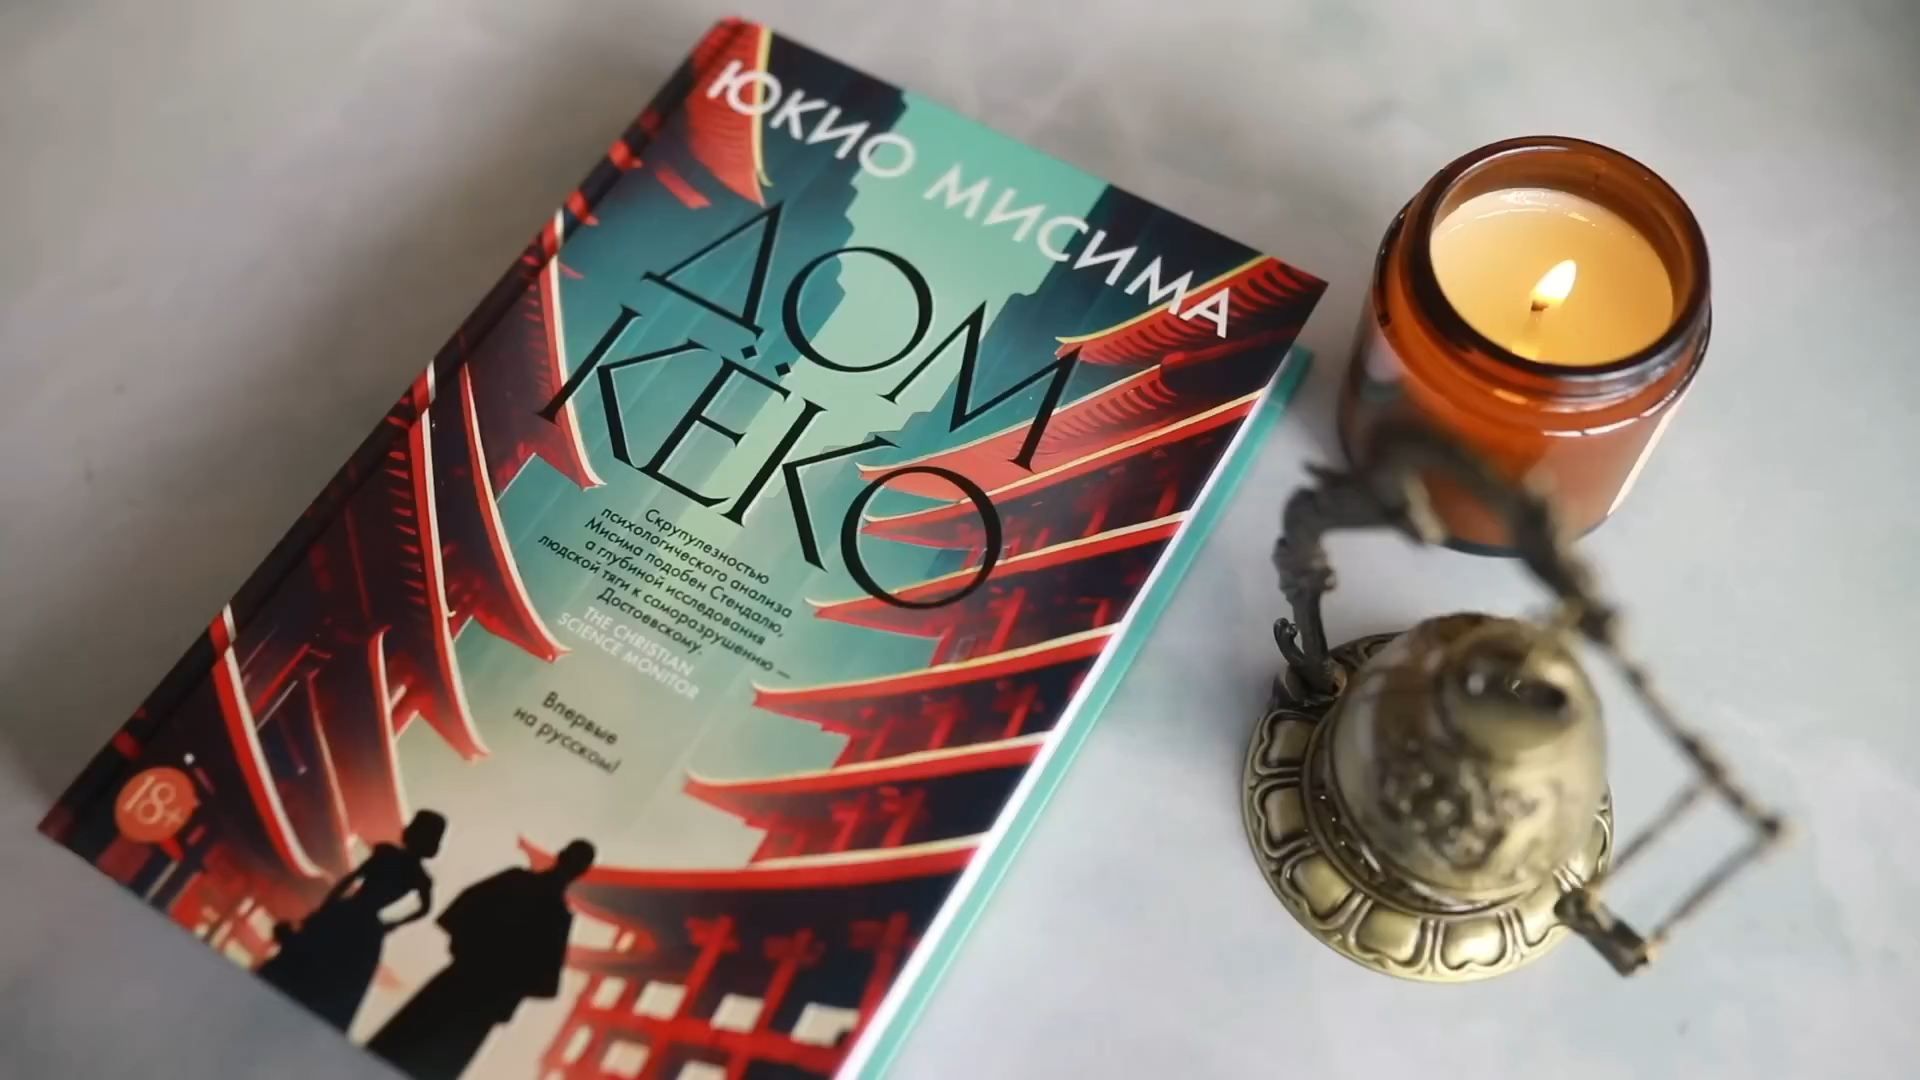 ЮКИО МИСИМА
ДОМ
КЁКО
Скрупулезностью
психологического анализа
Мисима подобен Стендалю,
а глубиной исследования
людской тяги к саморазрушению —
Достоевскому.
THE CHRISTIAN
SCIENCE MONITOR
Впервые
на русском!
18+